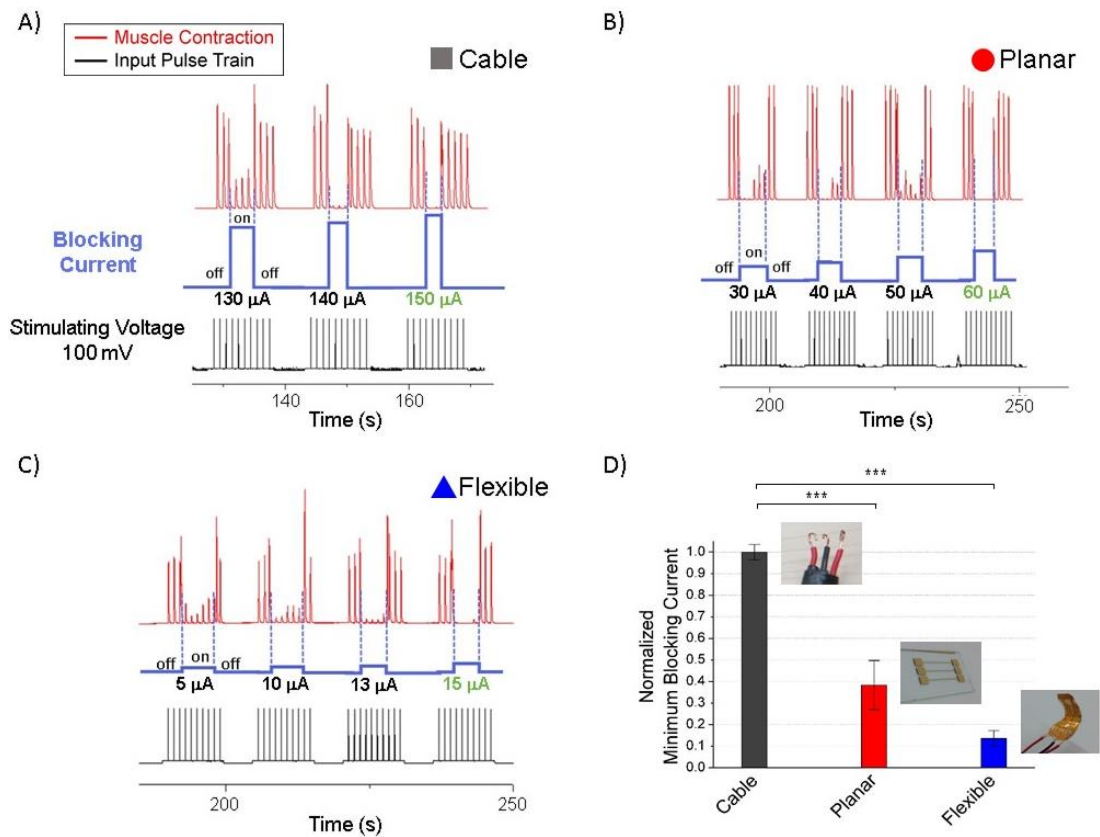 A)
Muscle Contraction
Input Pulse Train
Cable
Blocking
Current
off
on
off
130 µA
140 µA
150 µA
Stimulating Voltage
100 mV
140
160
Time (s)
B)
Planar
off
on
off
30 µA
40 µA
50 µA
60 µA
200
250
Time (s)
C)
Flexible
off
on
off
5 µA
10 µA
13 µA
15 µA
200
250
Time (s)
D)
***
***
Normalized
Minimum Blocking Current
1.0
0.9
0.8
0.7
0.6
0.5
0.4
0.3
0.2
0.1
0.0
Cable
Planar
Flexible